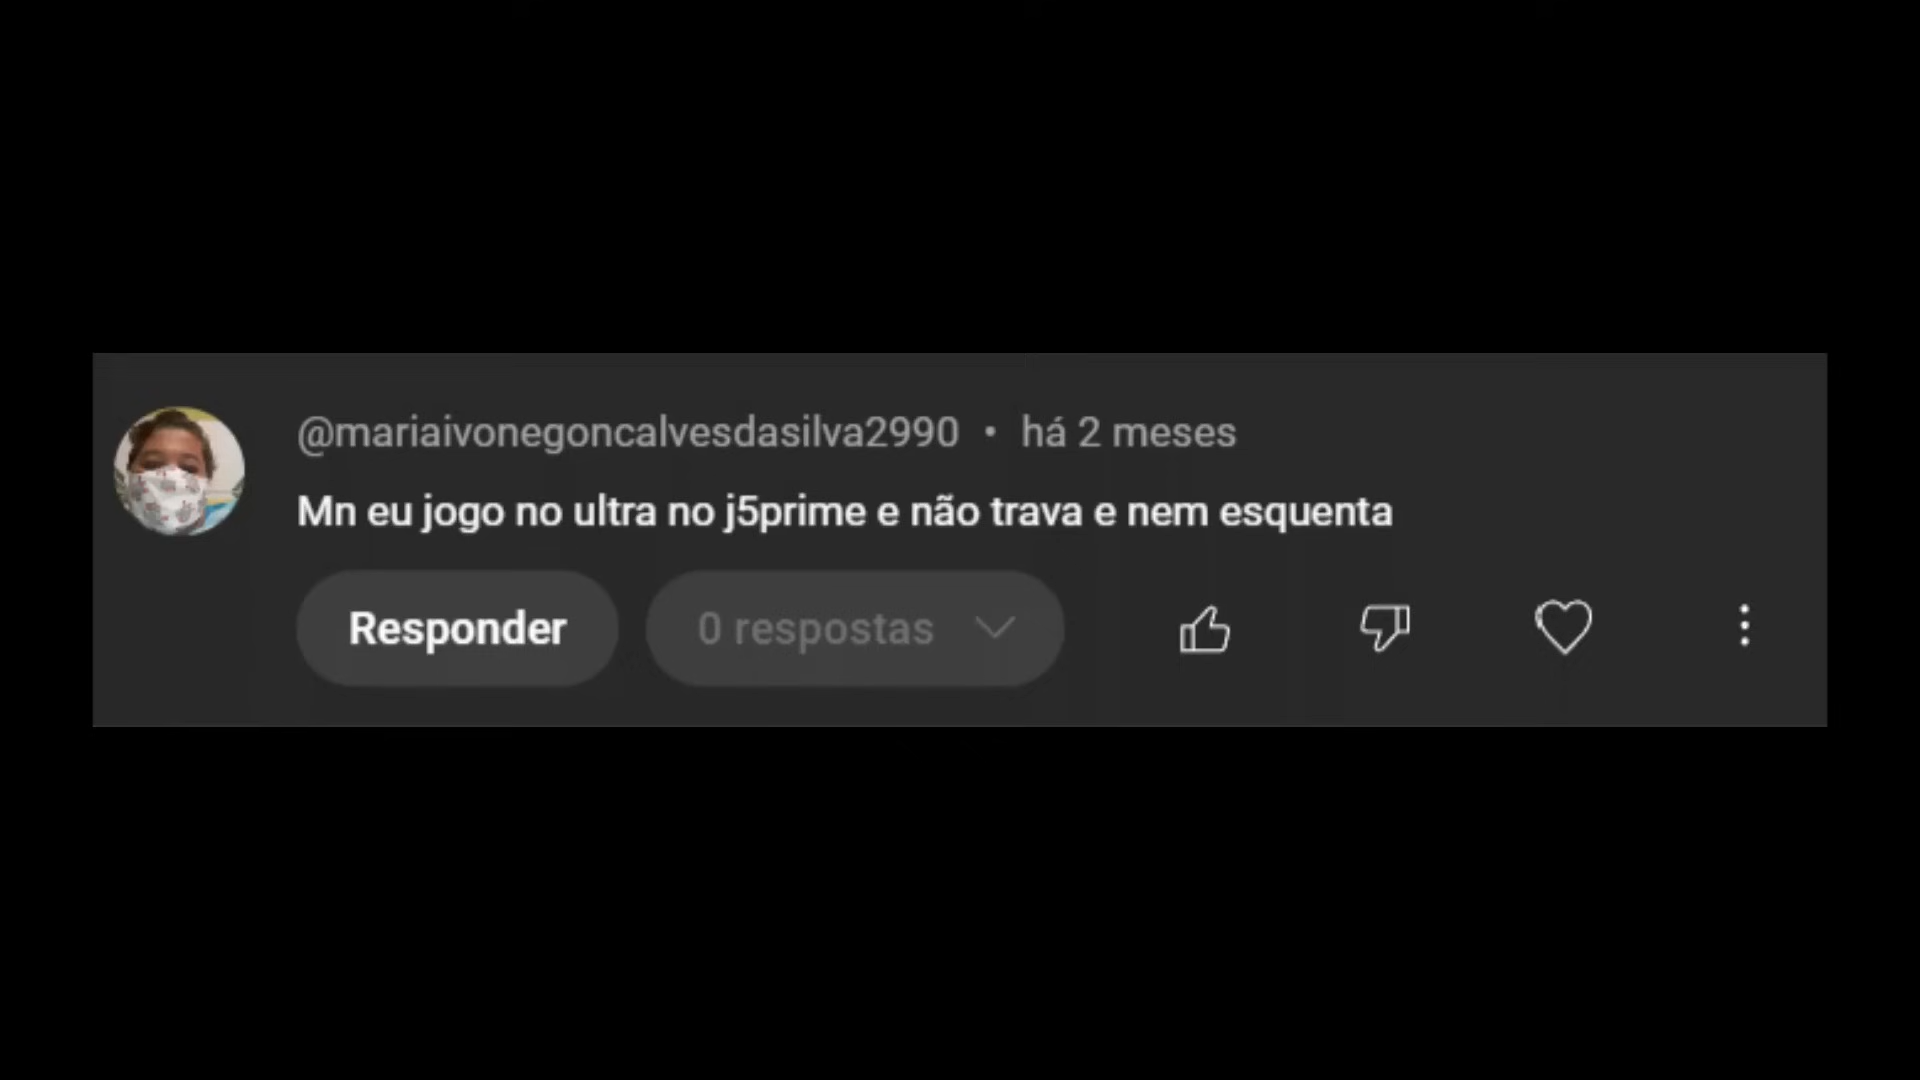 @mariaivonegoncalvesdasilva2990 • há 2 meses
Mn eu jogo no ultra no j5prime e não trava e nem esquenta
Responder 0 respostas